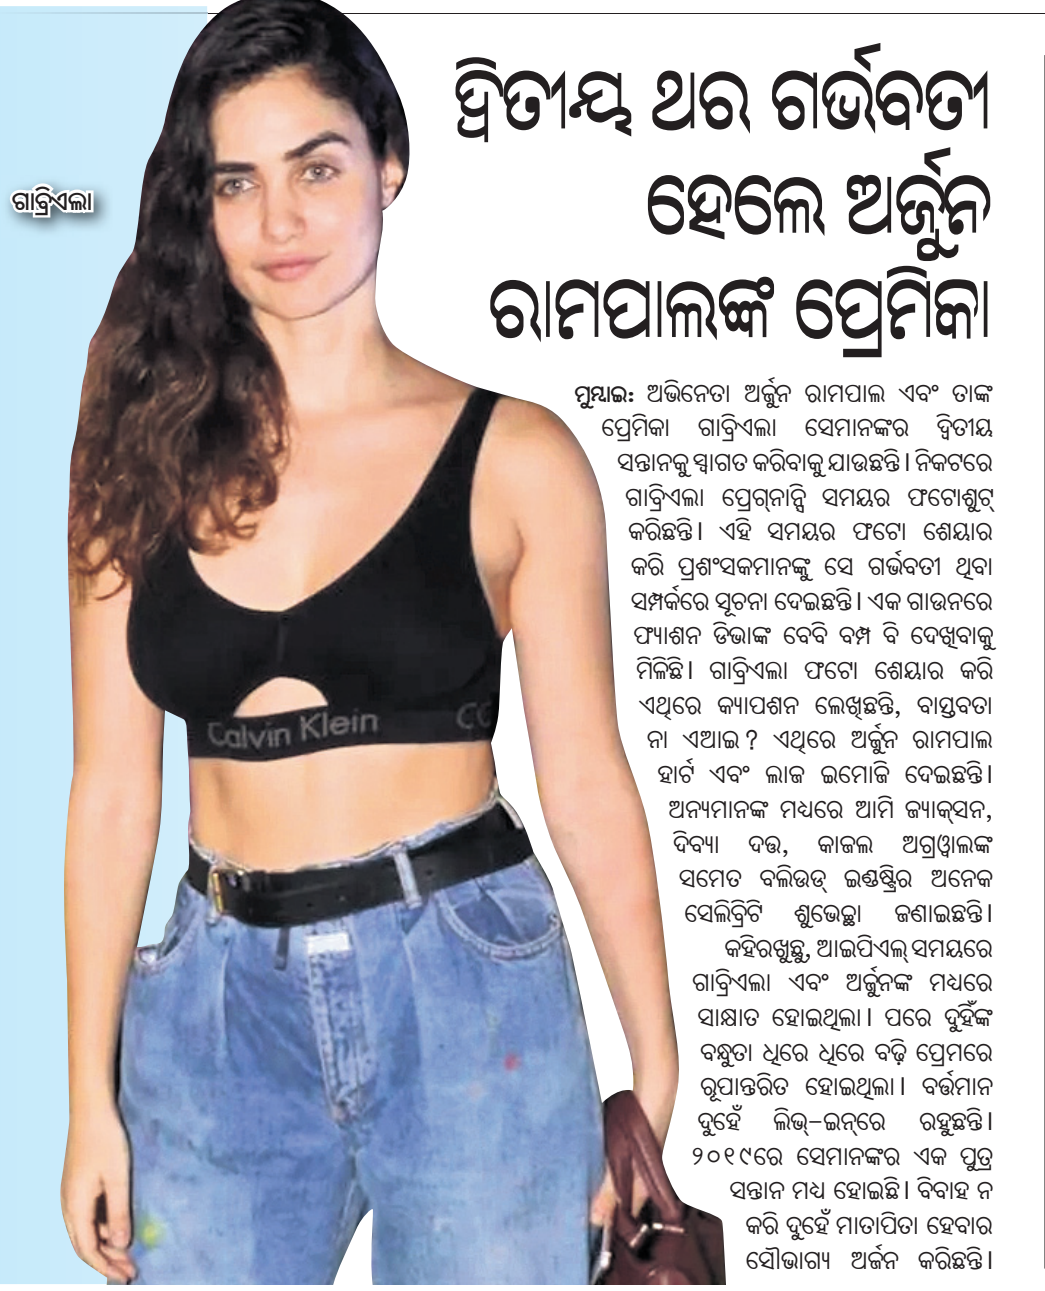 ଦ୍ୱିତୀୟ ଥର ଗର୍ଭବତୀ
ହେଲେ ଅର୍ଜୁନ
ରାମପାଲଙ୍କ ପ୍ରେମିକା
ଗାବ୍ରିଏଲା
ମୁମ୍ବାଇ: ଅଭିନେତା ଅର୍ଜୁନ ରାମପାଲ ଏବଂ ତାଙ୍କ
ପ୍ରେମିକା ଗାବ୍ରିଏଲା ସେମାନଙ୍କର ଦ୍ୱିତୀୟ
ସନ୍ତାନକୁ ସ୍ୱାଗତ କରିବାକୁ ଯାଉଛନ୍ତି। ନିକଟରେ
ଗାବ୍ରିଏଲା ପ୍ରେଗ୍‌ନାନ୍ସି ସମୟର ଫଟୋଶୁଟ୍
କରିଛନ୍ତି। ଏହି ସମୟର ଫଟୋ ଶେୟାର
କରି ପ୍ରଶଂସକମାନଙ୍କୁ ସେ ଗର୍ଭବତୀ ଥିବା
ସମ୍ପର୍କରେ ସୂଚନା ଦେଇଛନ୍ତି। ଏକ ଗାଉନରେ
ଫ୍ୟାଶନ ଡିଭାଙ୍କ ବେବି ବମ୍ପ ବି ଦେଖିବାକୁ
ମିଳିଛି। ଗାବ୍ରିଏଲା ଫଟୋ ଶେୟାର କରି
ଏଥିରେ କ୍ୟାପଶନ ଲେଖିଛନ୍ତି, ବାସ୍ତବତା
ନା ଏଆଇ? ଏଥିରେ ଅର୍ଜୁନ ରାମପାଲ
ହାର୍ଟ ଏବଂ ଲାଜ ଇମୋଜି ଦେଇଛନ୍ତି।
ଅନ୍ୟମାନଙ୍କ ମଧ୍ୟରେ ଆମି ଜ୍ୟାକ୍‌ସନ,
ଦିବ୍ୟା ଦତ୍ତ, କାଜଲ ଅଗ୍ରୱାଲଙ୍କ
ସମେତ ବଲିଉଡ୍ ଇଣ୍ଡଷ୍ଟ୍ରିର ଅନେକ
ସେଲିବ୍ରିଟି ଶୁଭେଚ୍ଛା ଜଣାଇଛନ୍ତି।
କହିରଖୁଛୁ, ଆଇପିଏଲ୍ ସମୟରେ
ଗାବ୍ରିଏଲା ଏବଂ ଅର୍ଜୁନଙ୍କ ମଧ୍ୟରେ
ସାକ୍ଷାତ ହୋଇଥିଲା। ପରେ ଦୁହିଁଙ୍କ
ବନ୍ଧୁତା ଧିରେ ଧିରେ ବଢ଼ି ପ୍ରେମରେ
ରୂପାନ୍ତରିତ ହୋଇଥିଲା। ବର୍ତ୍ତମାନ
ଦୁହେଁ ଲିଭ୍-ଇନ୍‌ରେ ରହୁଛନ୍ତି।
୨୦୧୯ରେ ସେମାନଙ୍କର ଏକ ପୁତ୍ର
ସନ୍ତାନ ମଧ୍ୟ ହୋଇଛି। ବିବାହ ନ
କରି ଦୁହେଁ ମାତାପିତା ହେବାର
ସୌଭାଗ୍ୟ ଅର୍ଜନ କରିଛନ୍ତି।
Calvin Klein